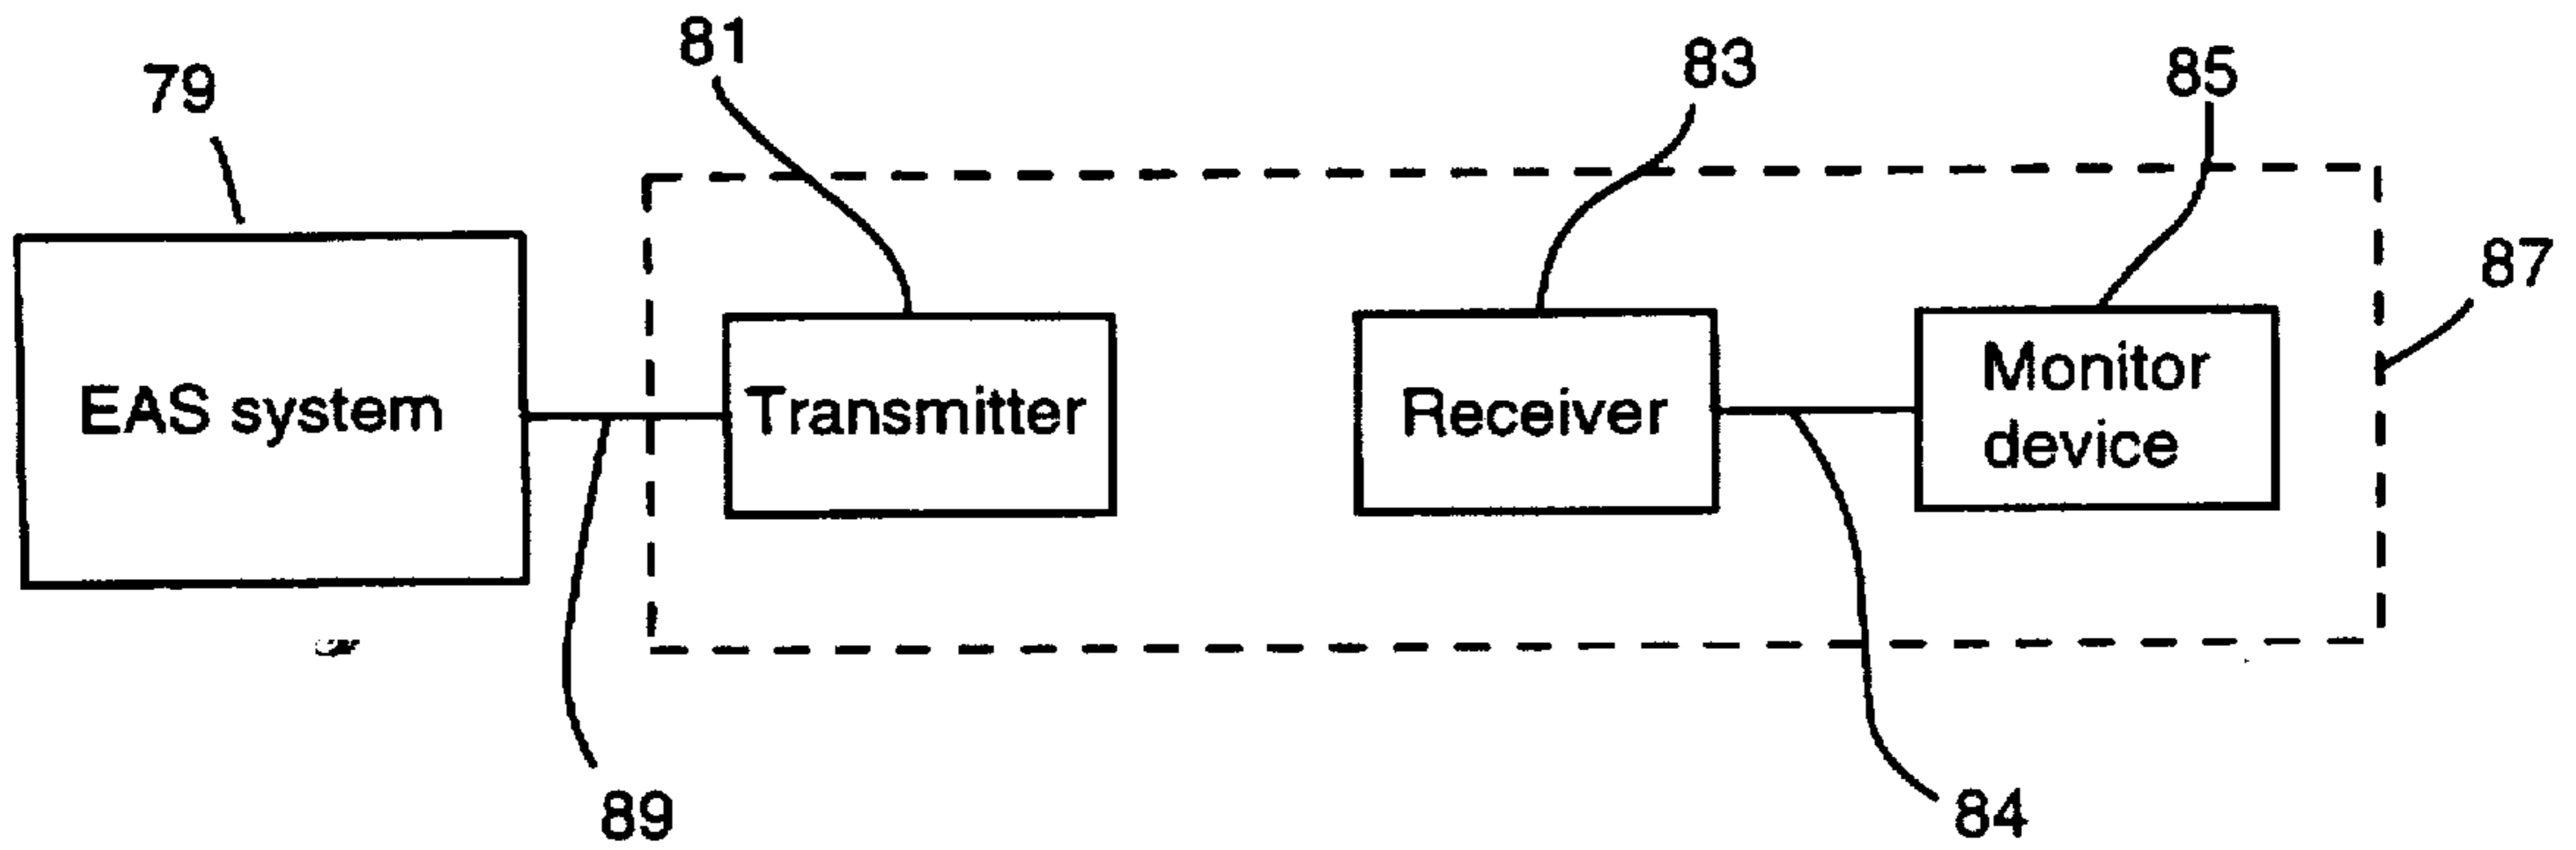 81
83
85
79
87
EAS system
Transmitter
Receiver
Monitor
device
89
84